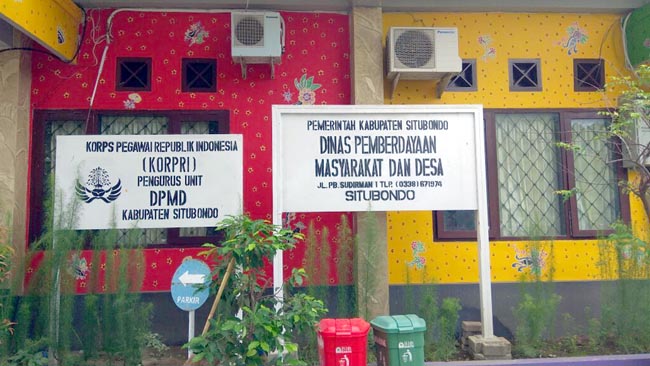 KORPS PEGAWAI REPUBLIK INDONESIA
(KORPRI)
PENGURUS UNIT
DPMD
KABUPATEN SITUBONDO
PEMERINTAH KABUPATEN SITUBONDO
DINAS PEMBERDAYAAN
MASYARAKAT DAN DESA
JL. PB. SUDIRMAN 1 TLP. (0338) 671974
SITUBONDO
PARKIR
Panasonic